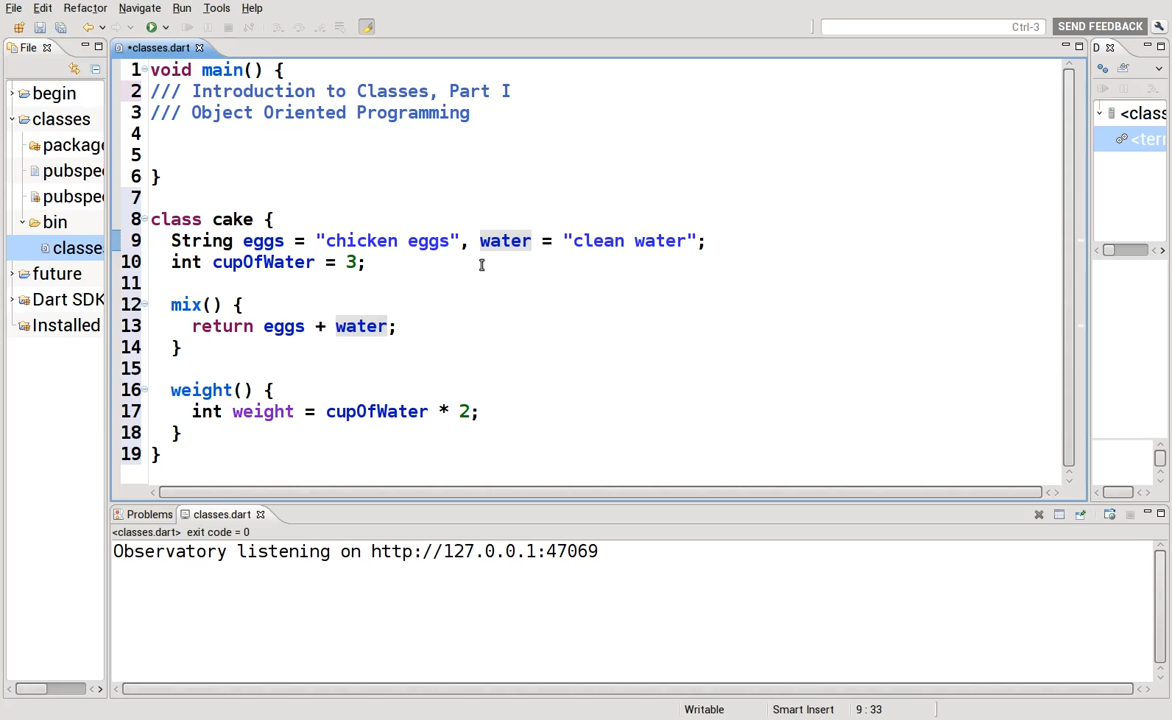 File Edit Refactor Navigate Run Tools Help
Ctrl-3 SEND FEEDBACK
File *classes.dart D
begin
classes
package
pubspe
pubspe
bin
classe
future
Dart SDK
Installed
1 void main() {
2 /// Introduction to Classes, Part I
3 /// Object Oriented Programming
4
5
6 }
7
8 class cake {
9 String eggs = "chicken eggs", water = "clean water";
10 int cupOfWater = 3;
11
12 mix() {
13 return eggs + water;
14 }
15
16 weight() {
17 int weight = cupOfWater * 2;
18 }
19 }
<class
<terr
Problems classes.dart
<classes.dart> exit code = 0
Observatory listening on http://127.0.0.1:47069
Writable Smart Insert 9 : 33